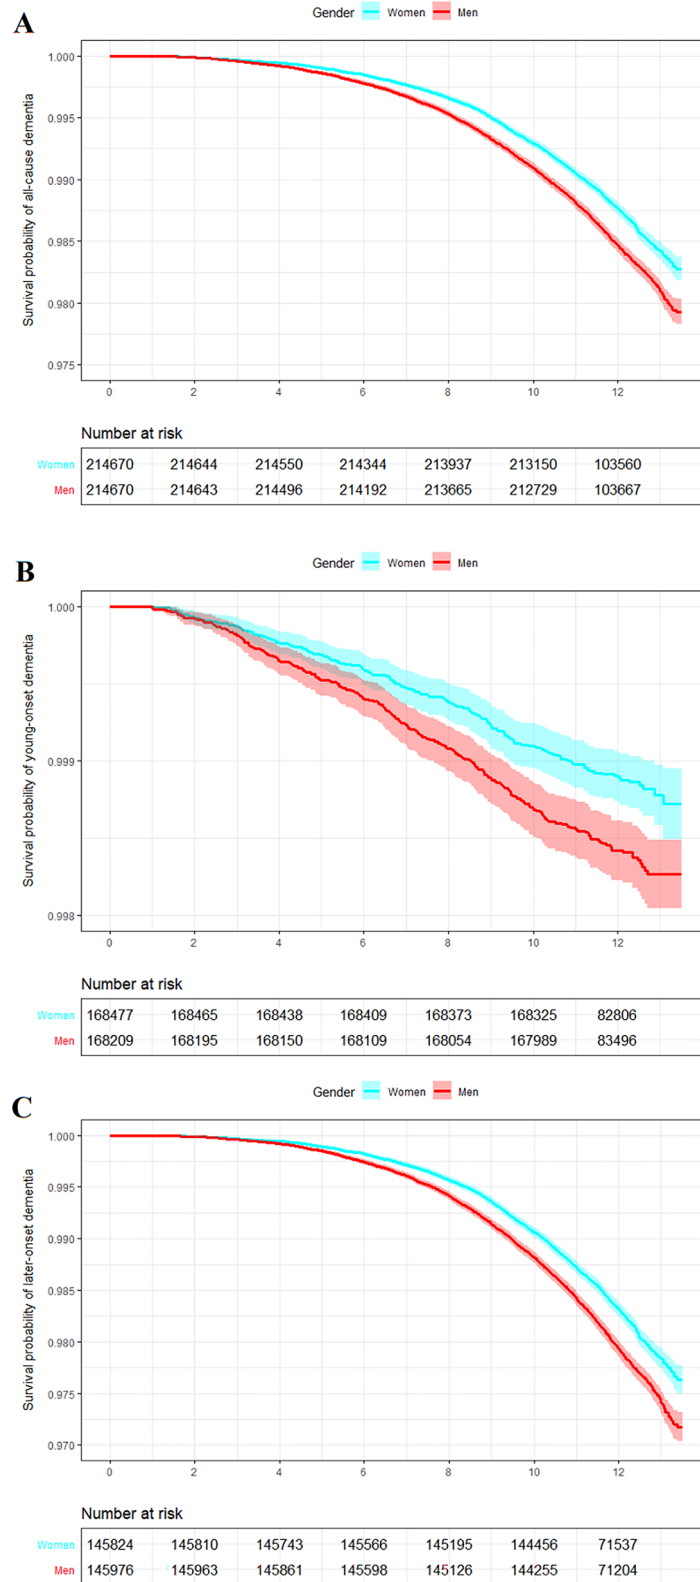 A
Gender Women Men
Survival probability of all-cause dementia
1.000
0.995
0.990
0.985
0.980
0.975
0 2 4 6 8 10 12
Number at risk
Women 214670 214644 214550 214344 213937 213150 103560
Men 214670 214643 214496 214192 213665 212729 103667
B
Gender Women Men
Survival probability of young-onset dementia
1.000
0.999
0.998
0 2 4 6 8 10 12
Number at risk
Women 168477 168465 168438 168409 168373 168325 82806
Men 168209 168195 168150 168109 168054 167989 83496
C
Gender Women Men
Survival probability of later-onset dementia
1.000
0.995
0.990
0.985
0.980
0.975
0.970
0 2 4 6 8 10 12
Number at risk
Women 145824 145810 145743 145566 145195 144456 71537
Men 145976 145963 145861 145598 145126 144255 71204